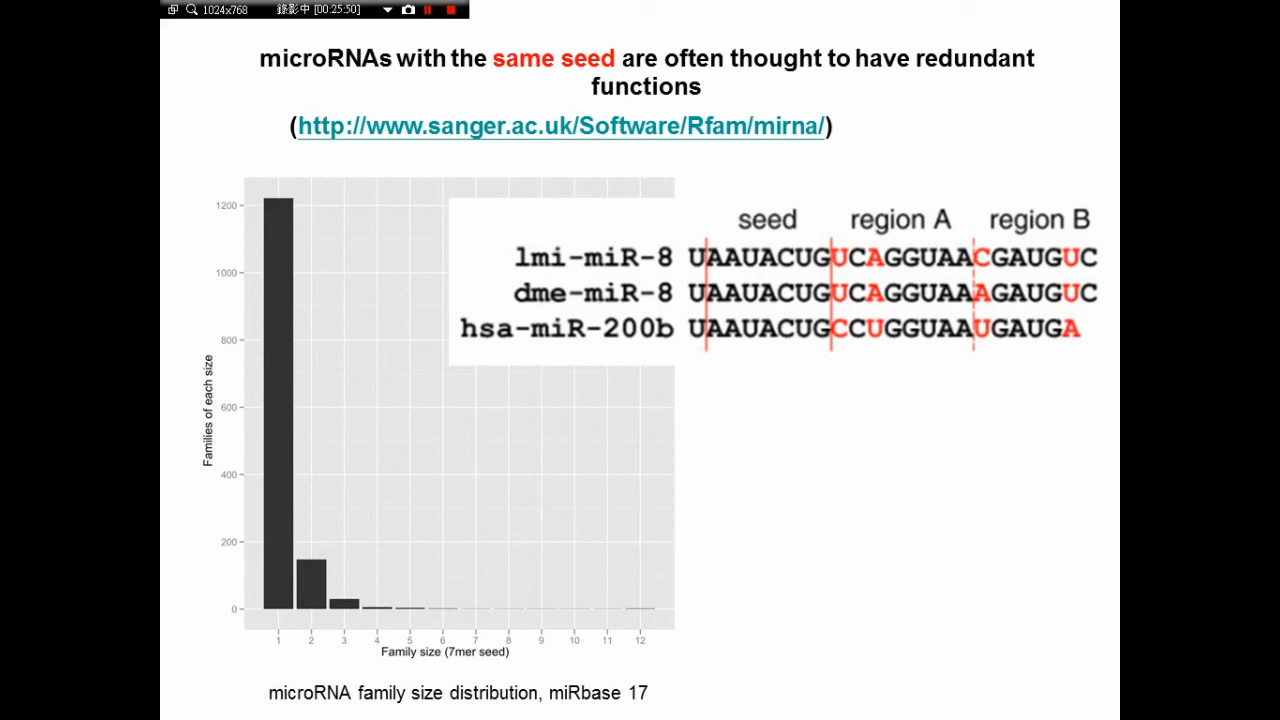 1024x768 錄影中 [00:25:50]
microRNAs with the same seed are often thought to have redundant
functions
(http://www.sanger.ac.uk/Software/Rfam/mirna/)
seed region A region B
lmi-miR-8 UAAUACUGUCAGGUAACGAUGUC
dme-miR-8 UAAUACUGUCAGGUAAAGAUGUC
hsa-miR-200b UAAUACUGCCUGGUAAUGAUGA
Families of each size
1200
1000
800
600
400
200
0
1 2 3 4 5 6 7 8 9 10 11 12
Family size (7mer seed)
microRNA family size distribution, miRbase 17